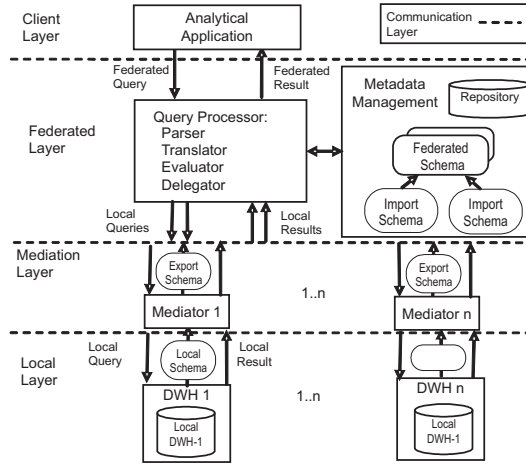 Client
Layer
Analytical
Application
Communication
Layer
Federated
Query
Federated
Result
Metadata
Management
Repository
Federated
Layer
Query Processor:
Parser
Translator
Evaluator
Delegator
Federated
Schema
Import
Schema
Import
Schema
Local
Queries
Local
Results
Mediation
Layer
Export
Schema
1..n
Export
Schema
Mediator 1
Mediator n
Local
Query
Local
Schema
Local
Result
Local
Layer
DWH 1
1..n
DWH n
Local
DWH-1
Local
DWH-1